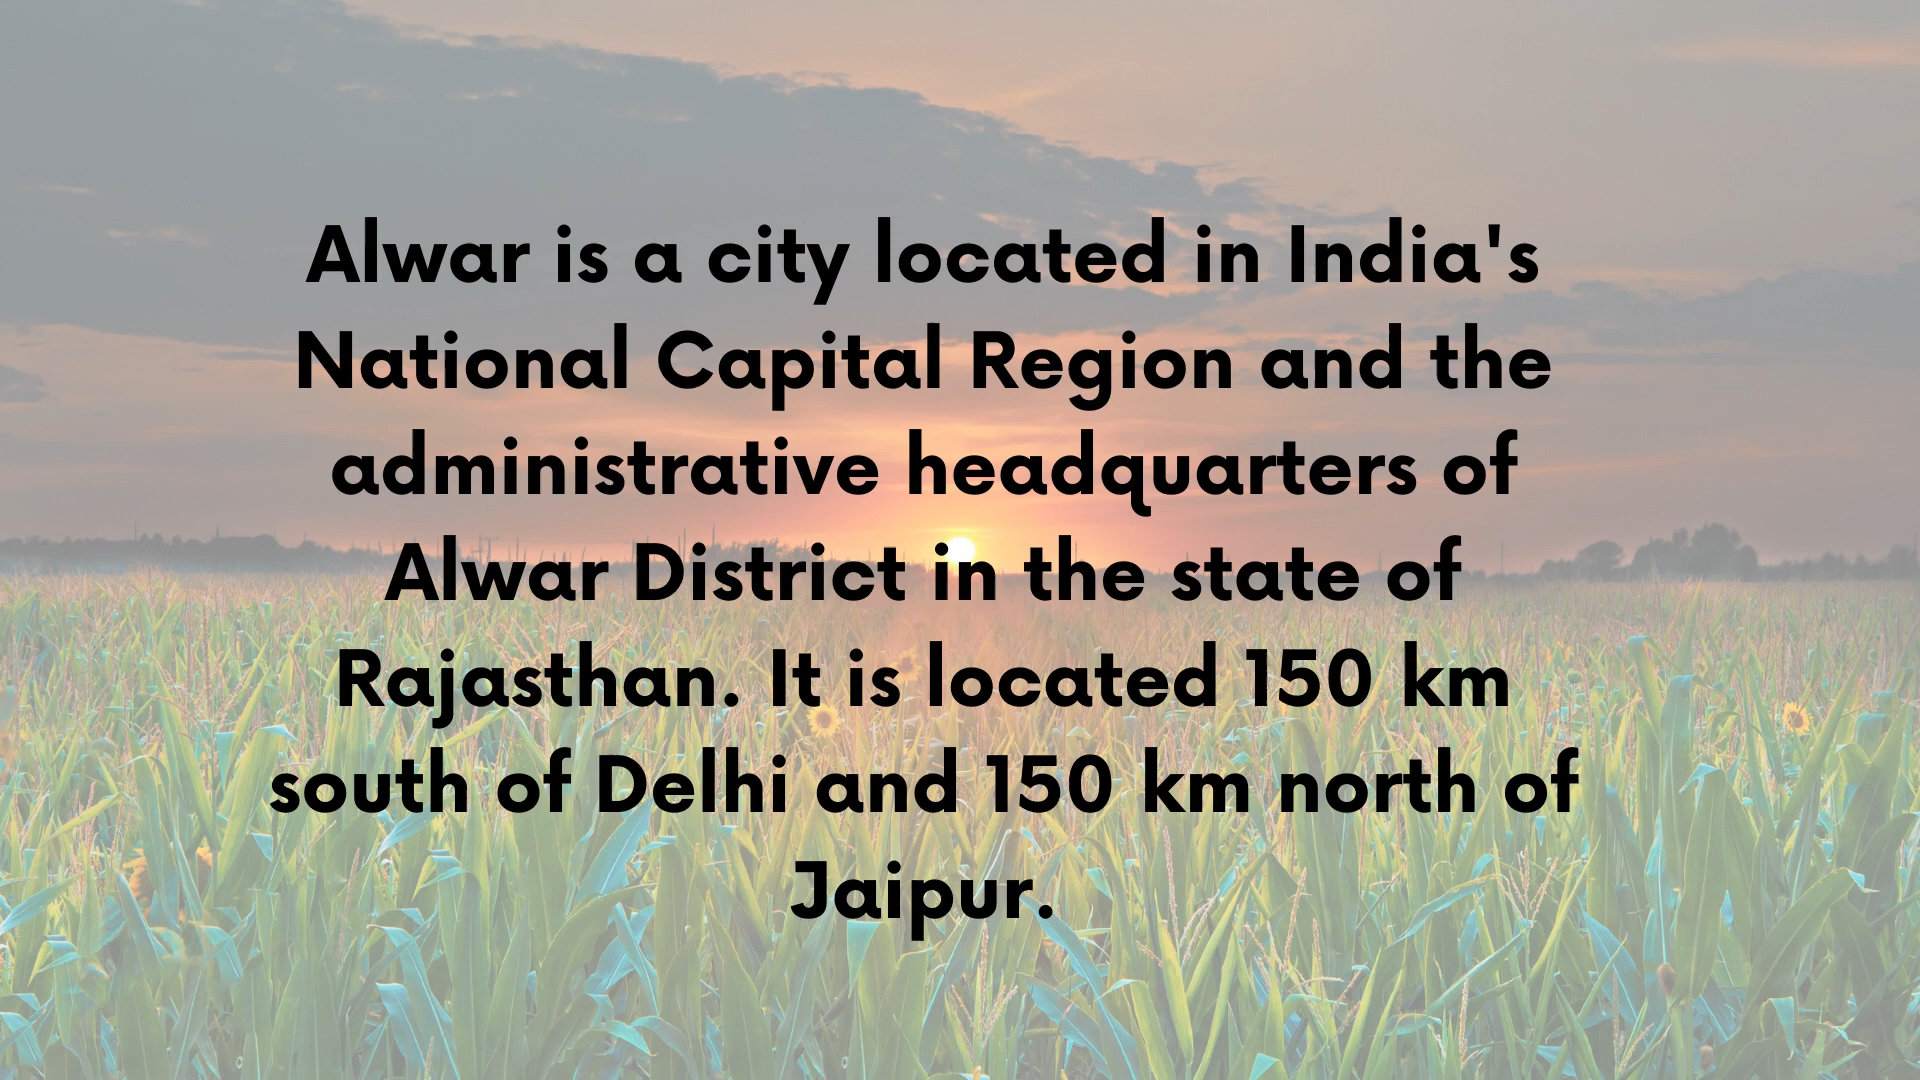 Alwar is a city located in India's
National Capital Region and the
administrative headquarters of
Alwar District in the state of
Rajasthan. It is located 150 km
south of Delhi and 150 km north of
Jaipur.